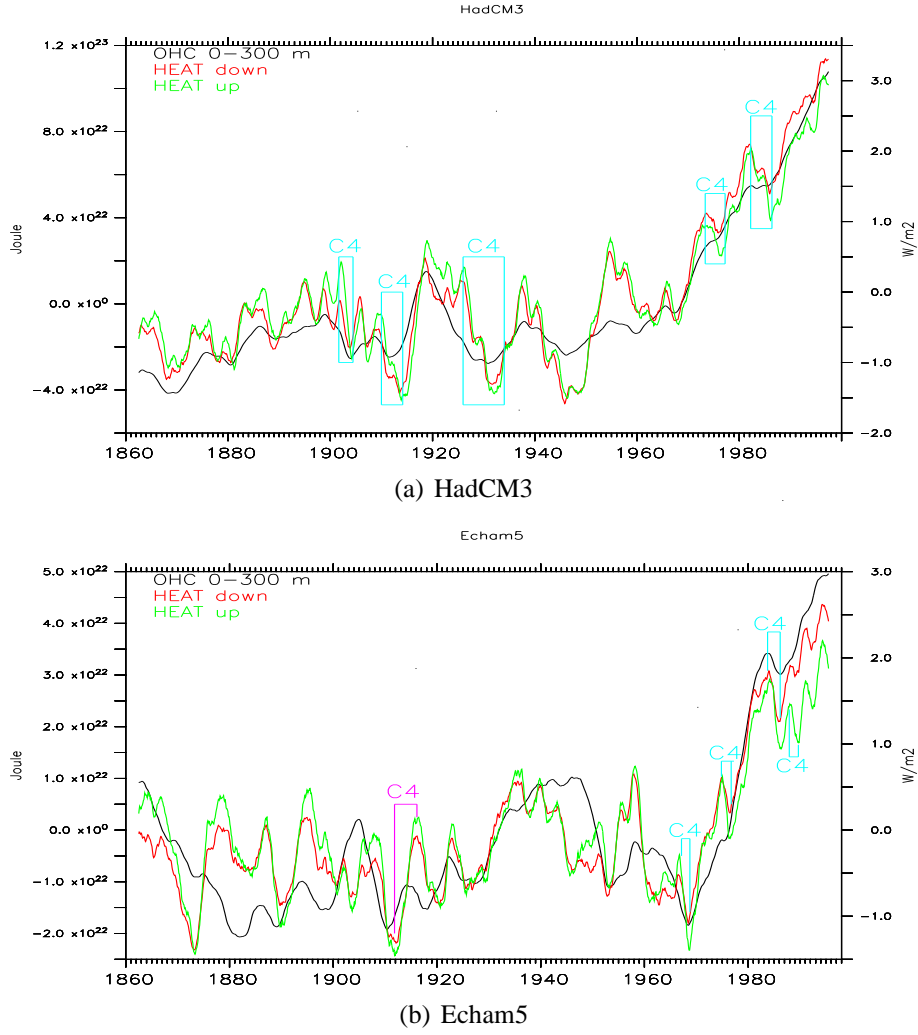 HadCM3
OHC 0-300 m
HEAT down
HEAT up
1.2 ×10²³
8.0 ×10²²
4.0 ×10²²
0.0 ×10⁰
-4.0 ×10²²
Joule
3.0
2.0
1.0
0.0
-1.0
-2.0
W/m2
C4
C4
C4
C4
C4
1860 1880 1900 1920 1940 1960 1980
(a) HadCM3
Echam5
OHC 0-300 m
HEAT down
HEAT up
5.0 ×10²²
4.0 ×10²²
3.0 ×10²²
2.0 ×10²²
1.0 ×10²²
0.0 ×10⁰
-1.0 ×10²²
-2.0 ×10²²
Joule
3.0
2.0
1.0
0.0
-1.0
W/m2
C4
C4
C4
C4
C4
1860 1880 1900 1920 1940 1960 1980
(b) Echam5